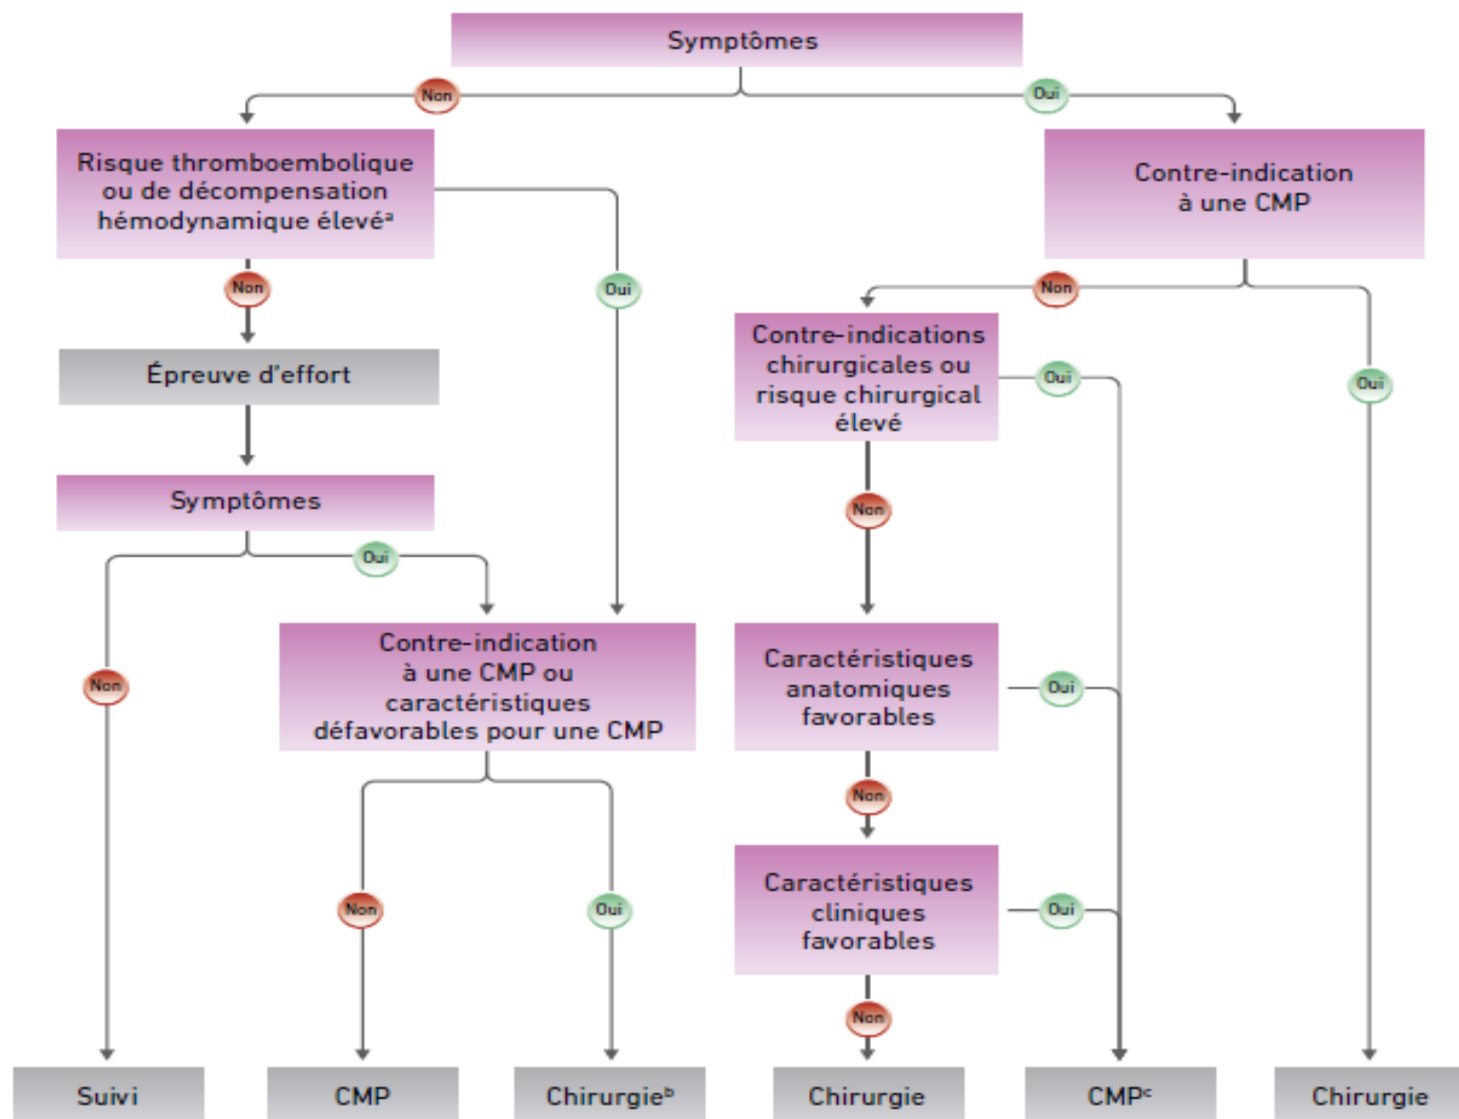 Symptômes
Non
Oui
Risque thromboembolique
ou de décompensation
hémodynamique élevéᵃ
Contre-indication
à une CMP
Non
Oui
Non
Oui
Épreuve d'effort
Contre-indications
chirurgicales ou
risque chirurgical
élevé
Oui
Symptômes
Non
Oui
Non
Contre-indication
à une CMP ou
caractéristiques
défavorables pour une CMP
Caractéristiques
anatomiques
favorables
Oui
Non
Non
Oui
Caractéristiques
cliniques
favorables
Oui
Non
Suivi
CMP
Chirurgieᵇ
Chirurgie
CMPᶜ
Chirurgie